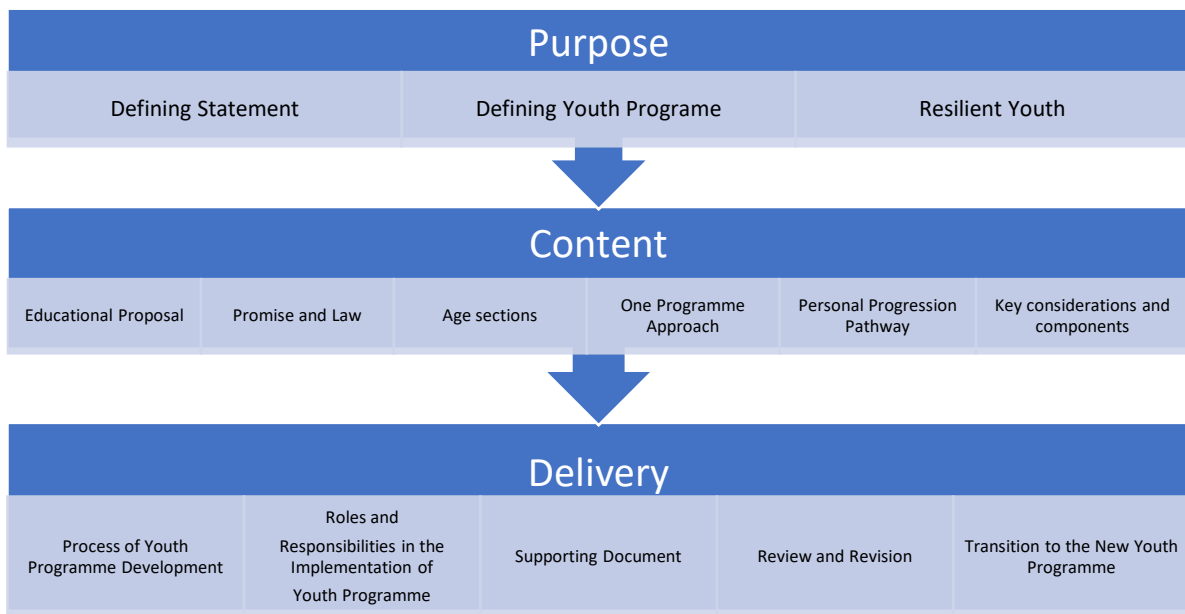 Purpose
Defining Statement
Defining Youth Programe
Resilient Youth
Content
Educational Proposal
Promise and Law
Age sections
One Programme
Approach
Personal Progression
Pathway
Key considerations and
components
Delivery
Process of Youth
Programme Development
Roles and
Responsibilities in the
Implementation of
Youth Programme
Supporting Document
Review and Revision
Transition to the New Youth
Programme